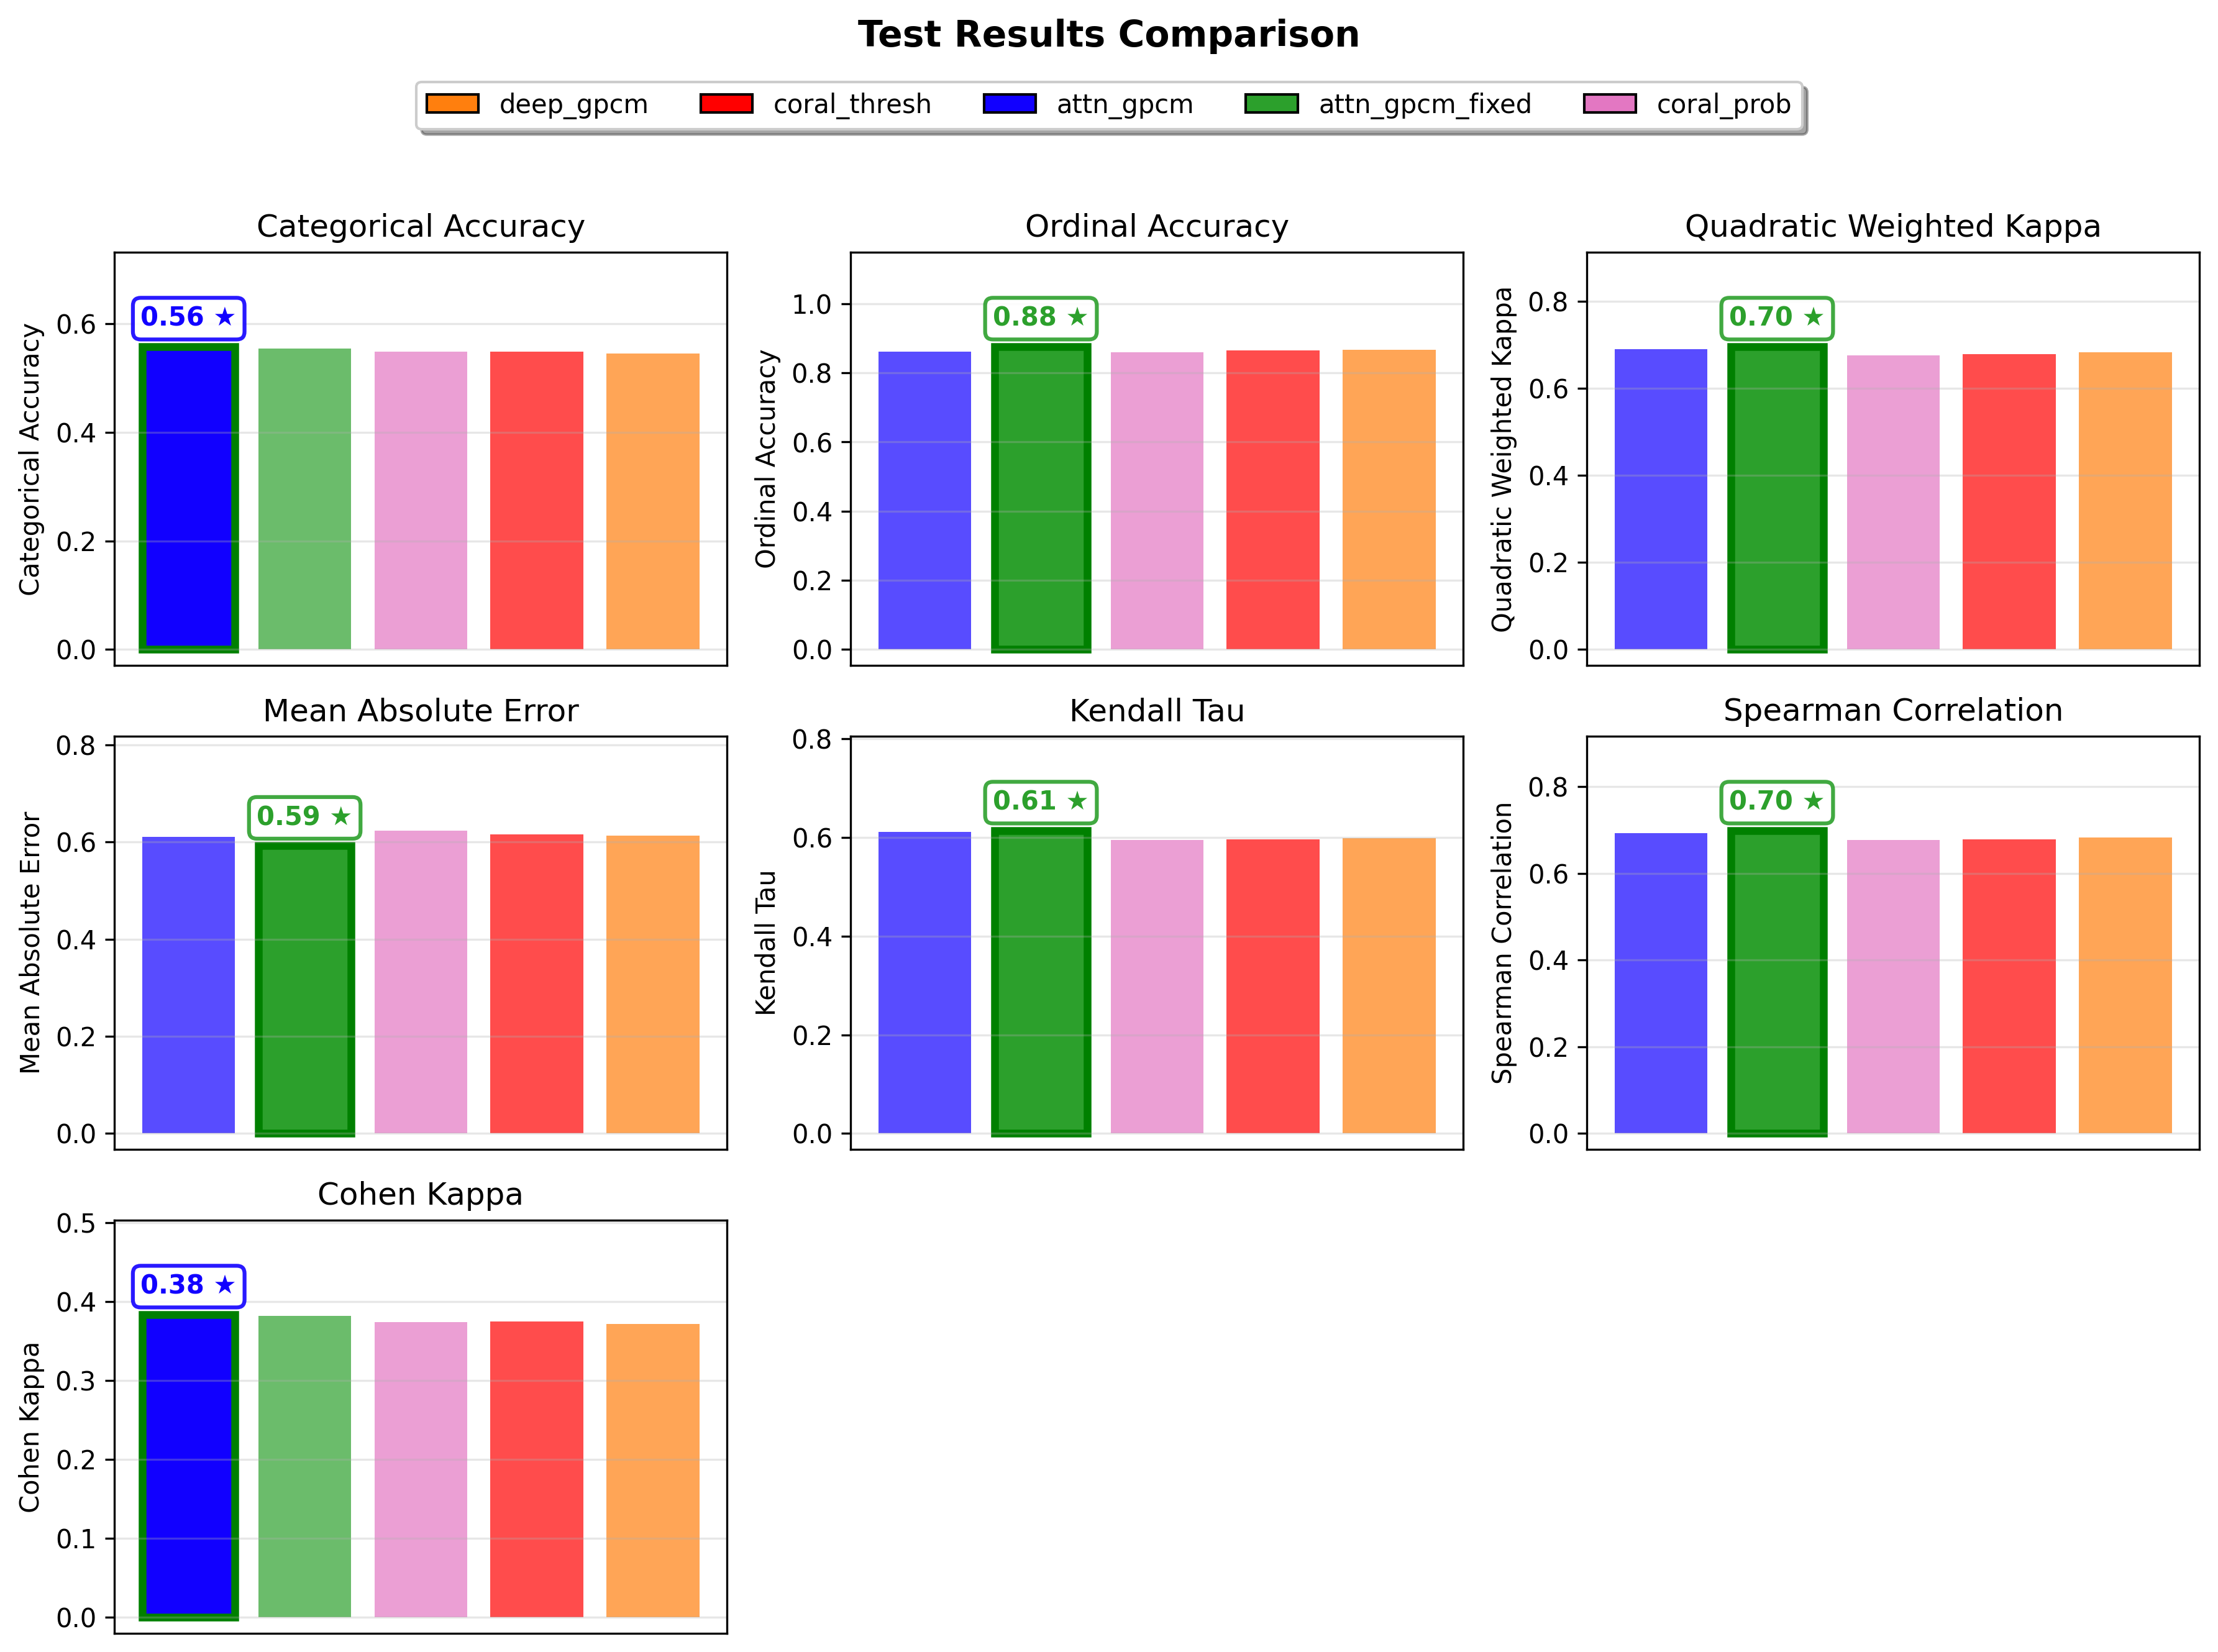 Test Results Comparison
deep_gpcm coral_thresh attn_gpcm attn_gpcm_fixed coral_prob
Categorical Accuracy
Categorical Accuracy
0.6
0.4
0.2
0.0
0.56 ★
Ordinal Accuracy
Ordinal Accuracy
1.0
0.8
0.6
0.4
0.2
0.0
0.88 ★
Quadratic Weighted Kappa
Quadratic Weighted Kappa
0.8
0.6
0.4
0.2
0.0
0.70 ★
Mean Absolute Error
Mean Absolute Error
0.8
0.6
0.4
0.2
0.0
0.59 ★
Kendall Tau
Kendall Tau
0.8
0.6
0.4
0.2
0.0
0.61 ★
Spearman Correlation
Spearman Correlation
0.8
0.6
0.4
0.2
0.0
0.70 ★
Cohen Kappa
Cohen Kappa
0.5
0.4
0.3
0.2
0.1
0.0
0.38 ★